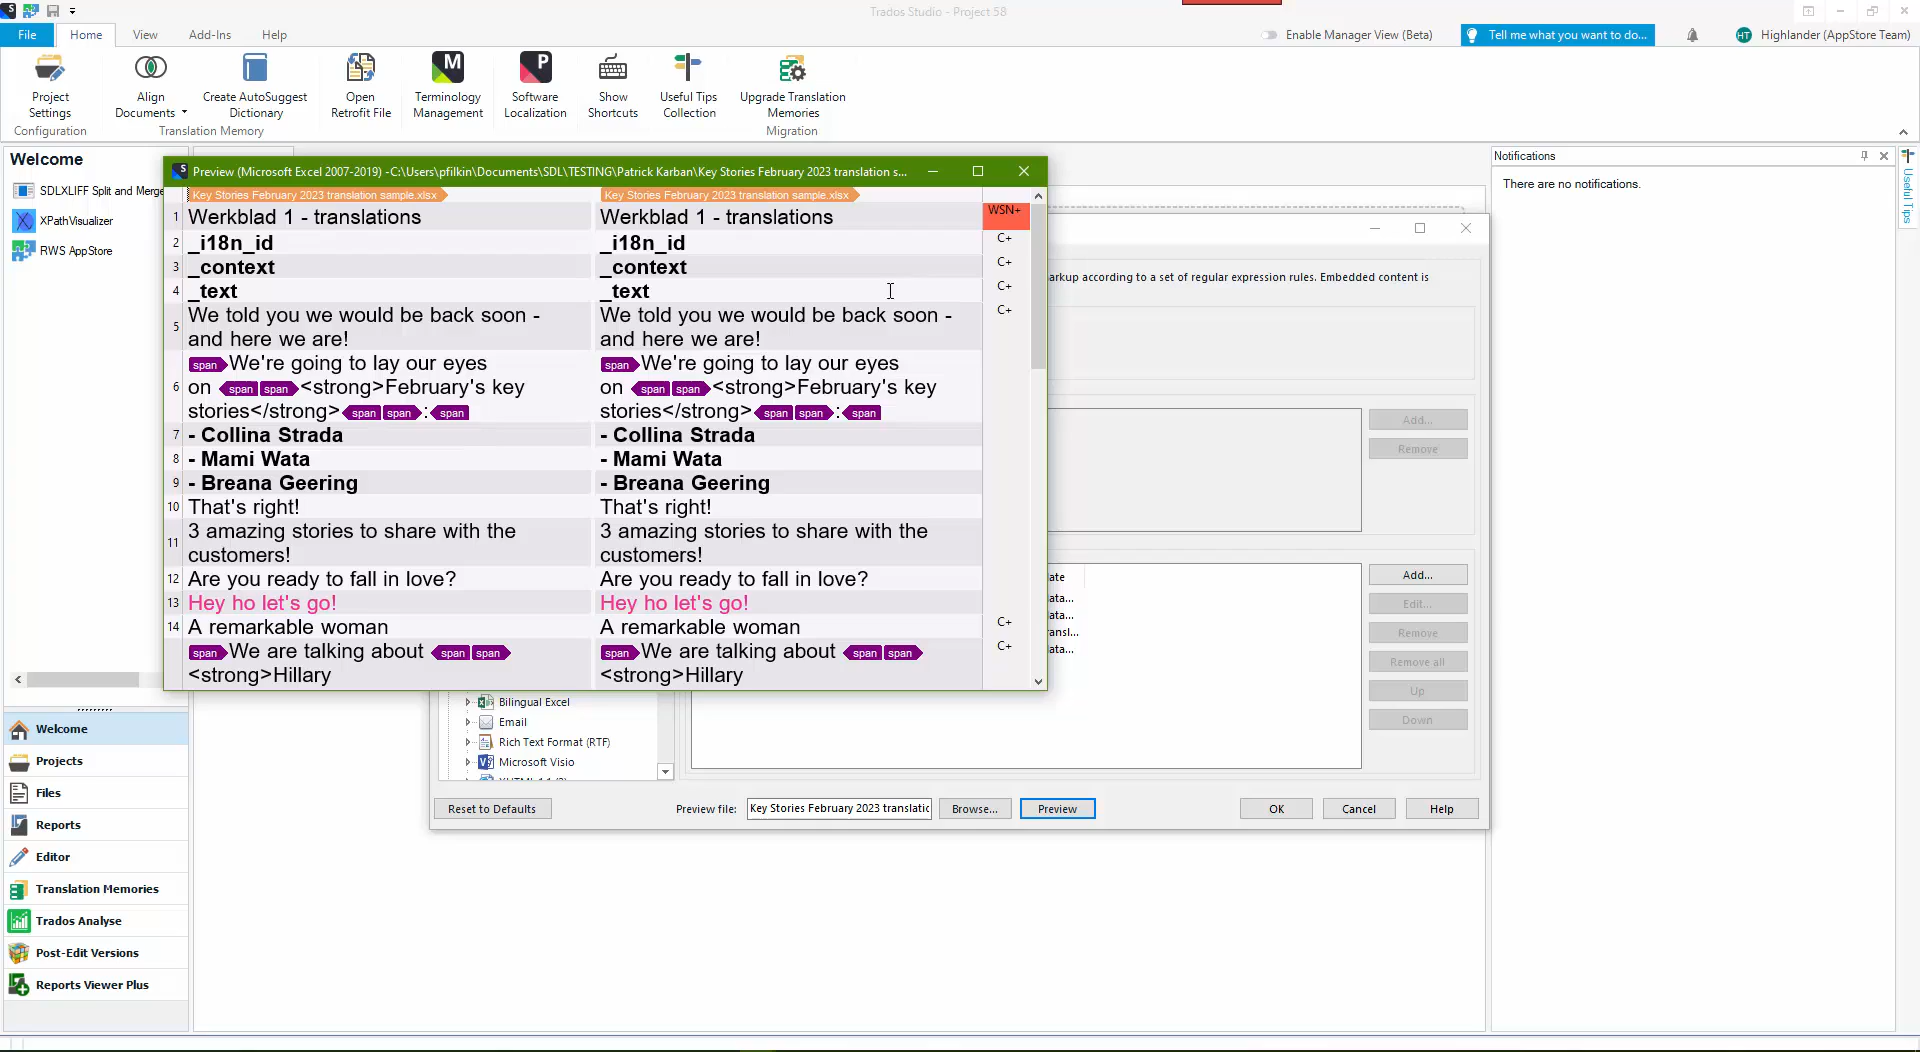 Trados Studio - Project 58
File
Home
View
Add-Ins
Help
Enable Manager View (Beta)
Tell me what you want to do...
HT
Highlander (AppStore Team)
Project
Settings
Align
Documents
Create AutoSuggest
Dictionary
Open
Retrofit File
Terminology
Management
Software
Localization
Show
Shortcuts
Useful Tips
Collection
Upgrade Translation
Memories
Configuration
Translation Memory
Migration
Welcome
SDLXLIFF Split and Merge
XPathVisualizer
RWS AppStore
Preview (Microsoft Excel 2007-2019) -C:\Users\pfilkin\Documents\SDL\TESTING\Patrick Karban\Key Stories February 2023 translation s...
Key Stories February 2023 translation sample.xlsx
Key Stories February 2023 translation sample.xlsx
1 Werkblad 1 - translations Werkblad 1 - translations WSN+
2 _i18n_id _i18n_id C+
3 _context _context C+
4 _text _text C+
5 We told you we would be back soon -
and here we are!
We told you we would be back soon -
and here we are!
C+
6 span We're going to lay our eyes
on span span <strong>February's key
stories</strong> span span : span
span We're going to lay our eyes
on span span <strong>February's key
stories</strong> span span : span
7 - Collina Strada - Collina Strada
8 - Mami Wata - Mami Wata
9 - Breana Geering - Breana Geering
10 That's right! That's right!
11 3 amazing stories to share with the
customers!
3 amazing stories to share with the
customers!
12 Are you ready to fall in love? Are you ready to fall in love?
13 Hey ho let's go! Hey ho let's go!
14 A remarkable woman A remarkable woman C+
span We are talking about span span
<strong>Hillary
span We are talking about span span
<strong>Hillary
C+
arkup according to a set of regular expression rules. Embedded content is
Add...
Remove
late
ata...
ata...
ransl...
ata...
Add...
Edit...
Remove
Remove all
Up
Down
Bilingual Excel
Email
Rich Text Format (RTF)
Microsoft Visio
Reset to Defaults
Preview file:
Key Stories February 2023 translatic
Browse...
Preview
OK
Cancel
Help
Notifications
There are no notifications.
Useful Tips
Welcome
Projects
Files
Reports
Editor
Translation Memories
Trados Analyse
Post-Edit Versions
Reports Viewer Plus